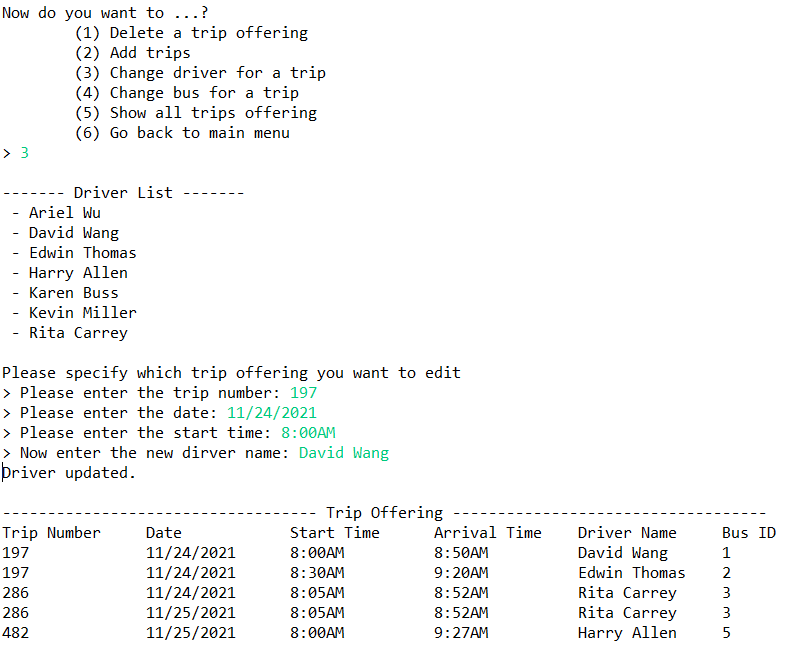 Now do you want to ...?
(1) Delete a trip offering
(2) Add trips
(3) Change driver for a trip
(4) Change bus for a trip
(5) Show all trips offering
(6) Go back to main menu
> 3
------- Driver List -------
- Ariel Wu
- David Wang
- Edwin Thomas
- Harry Allen
- Karen Buss
- Kevin Miller
- Rita Carrey
Please specify which trip offering you want to edit
> Please enter the trip number: 197
> Please enter the date: 11/24/2021
> Please enter the start time: 8:00AM
> Now enter the new dirver name: David Wang
Driver updated.
----------------------------------- Trip Offering -----------------------------------
Trip Number Date Start Time Arrival Time Driver Name Bus ID
197 11/24/2021 8:00AM 8:50AM David Wang 1
197 11/24/2021 8:30AM 9:20AM Edwin Thomas 2
286 11/24/2021 8:05AM 8:52AM Rita Carrey 3
286 11/25/2021 8:05AM 8:52AM Rita Carrey 3
482 11/25/2021 8:00AM 9:27AM Harry Allen 5